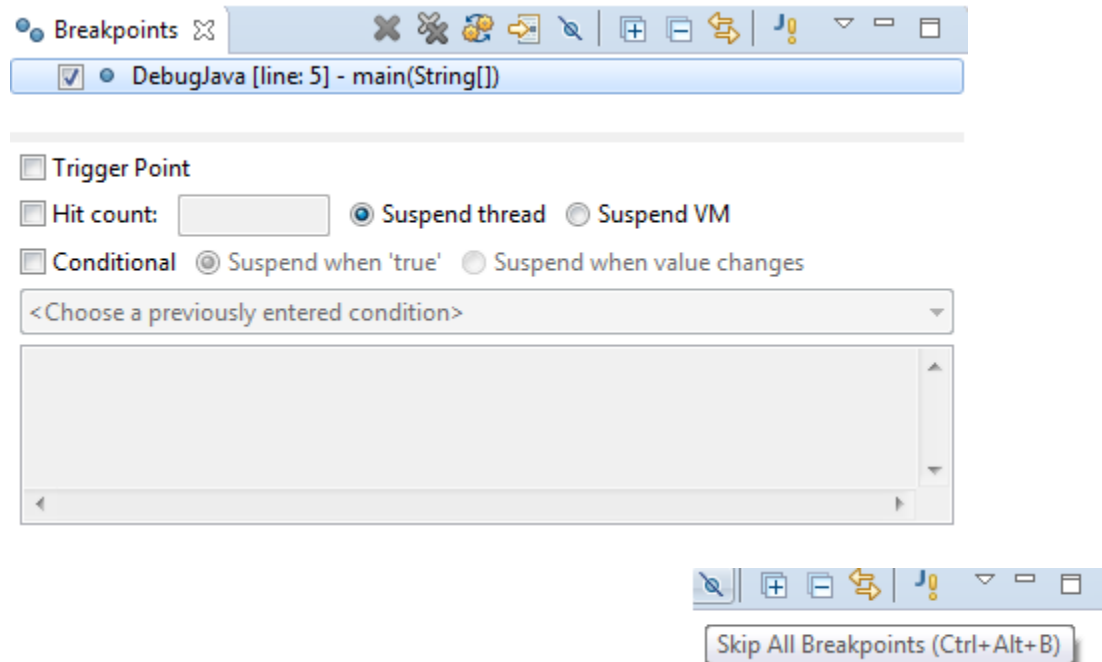 Breakpoints
DebugJava [line: 5] - main(String[])
Trigger Point
Hit count: Suspend thread Suspend VM
Conditional Suspend when 'true' Suspend when value changes
<Choose a previously entered condition>
Skip All Breakpoints (Ctrl+Alt+B)